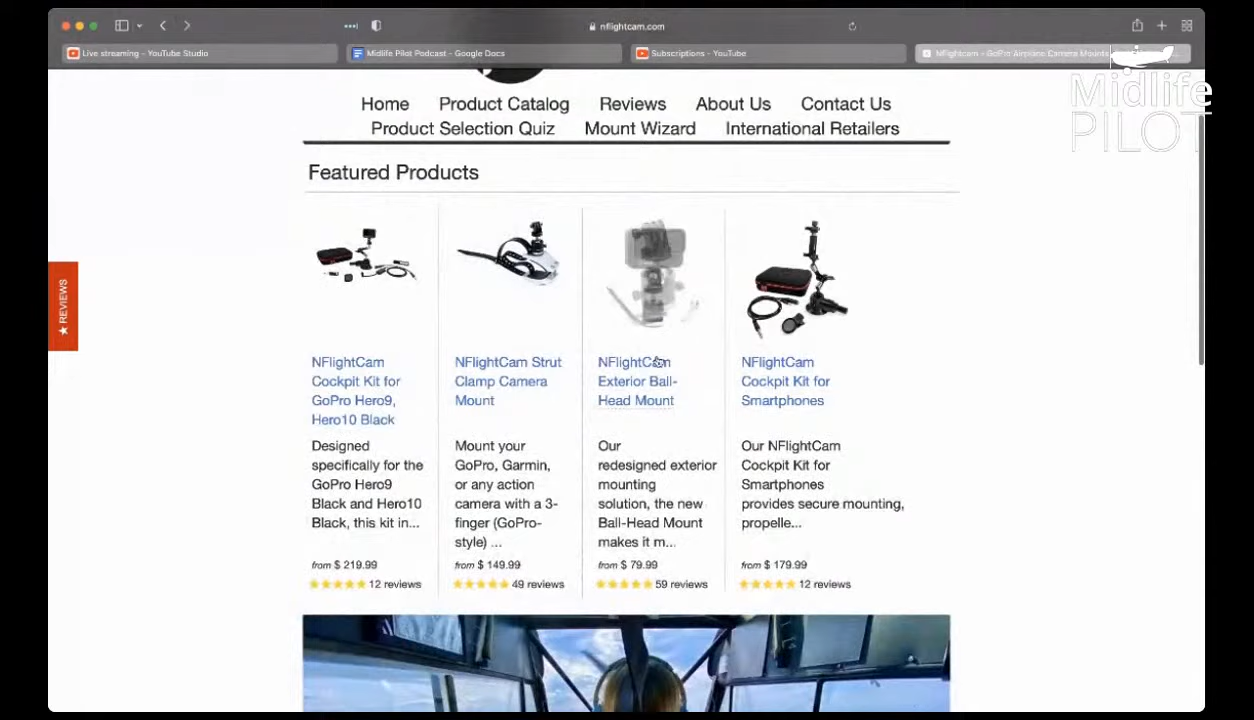 nflightcam.com
Live streaming - YouTube Studio
Midlife Pilot Podcast - Google Docs
Subscriptions - YouTube
NFlightcam - GoPro Airplane Camera Mounts
Midlife
PILOT
Home Product Catalog Reviews About Us Contact Us
Product Selection Quiz Mount Wizard International Retailers
Featured Products
★ REVIEWS
NFlightCam
Cockpit Kit for
GoPro Hero9,
Hero10 Black
Designed
specifically for the
GoPro Hero9
Black and Hero10
Black, this kit in...
from $ 219.99
12 reviews
NFlightCam Strut
Clamp Camera
Mount
Mount your
GoPro, Garmin,
or any action
camera with a 3-
finger (GoPro-
style) ...
from $ 149.99
49 reviews
NFlightCam
Exterior Ball-
Head Mount
Our
redesigned exterior
mounting
solution, the new
Ball-Head Mount
makes it m...
from $ 79.99
59 reviews
NFlightCam
Cockpit Kit for
Smartphones
Our NFlightCam
Cockpit Kit for
Smartphones
provides secure mounting,
propelle...
from $ 179.99
12 reviews